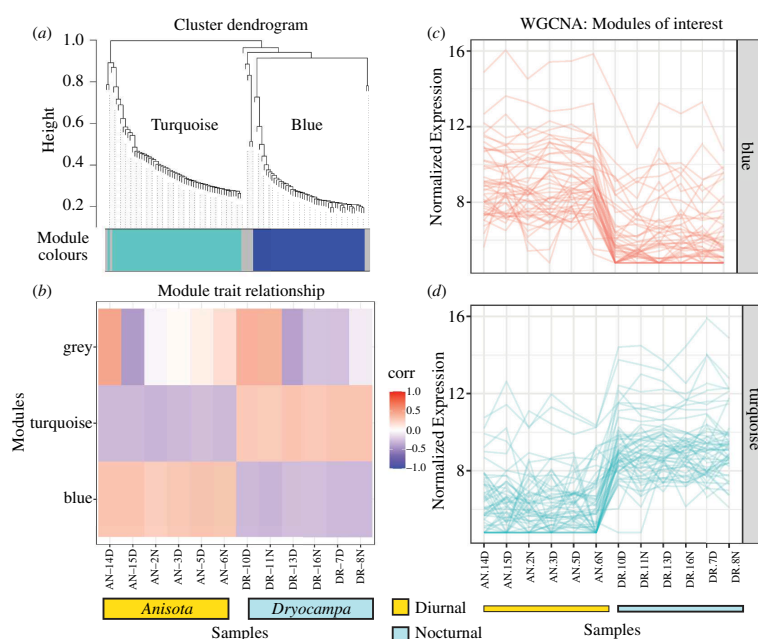 (a) Cluster dendrogram
1.0
0.8
0.6
0.4
0.2
Height
Turquoise
Blue
Module
colours
(b) Module trait relationship
grey
turquoise
blue
Modules
corr
1.0
0.5
0.0
−0.5
−1.0
AN−14D
AN−15D
AN−2N
AN−3D
AN−5D
AN−6N
DR−10D
DR−11N
DR−13D
DR−16N
DR−7D
DR−8N
Anisota
Dryocampa
Samples
WGCNA: Modules of interest
(c)
16
12
8
Normalized Expression
blue
(d)
16
12
8
Normalized Expression
turquoise
AN.14D
AN.15D
AN.2N
AN.3D
AN.5D
AN.6N
DR.10D
DR.11N
DR.13D
DR.16N
DR.7D
DR.8N
Diurnal
Nocturnal
Samples